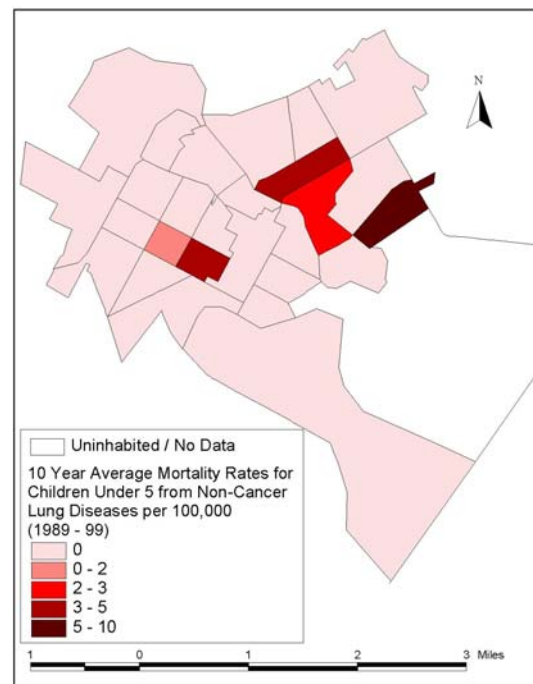 N
Uninhabited / No Data
10 Year Average Mortality Rates for
Children Under 5 from Non-Cancer
Lung Diseases per 100,000
(1989 - 99)
0
0 - 2
2 - 3
3 - 5
5 - 10
1 0 1 2 3 Miles